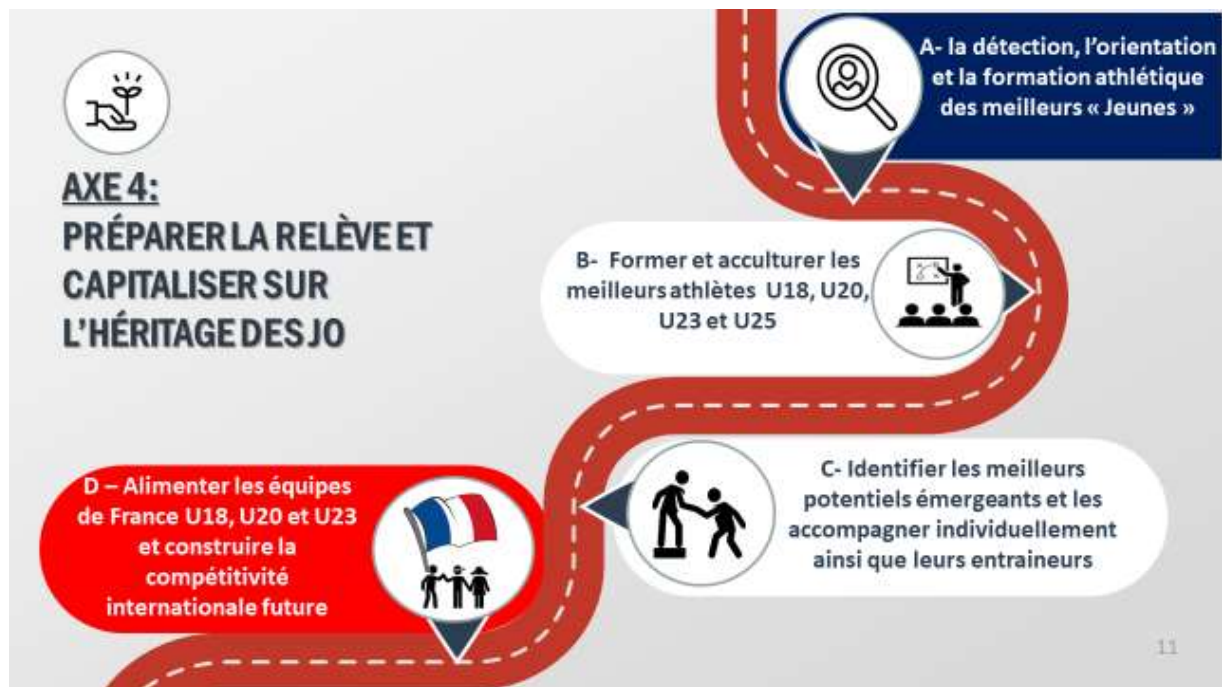 AXE 4:
PRÉPARER LA RELÈVE ET
CAPITALISER SUR
L'HÉRITAGE DES JO
A- la détection, l'orientation
et la formation athlétique
des meilleurs « Jeunes »
B- Former et acculturer les
meilleurs athlètes U18, U20,
U23 et U25
C- Identifier les meilleurs
potentiels émergeants et les
accompagner individuellement
ainsi que leurs entraineurs
D – Alimenter les équipes
de France U18, U20 et U23
et construire la
compétitivité
internationale future
11